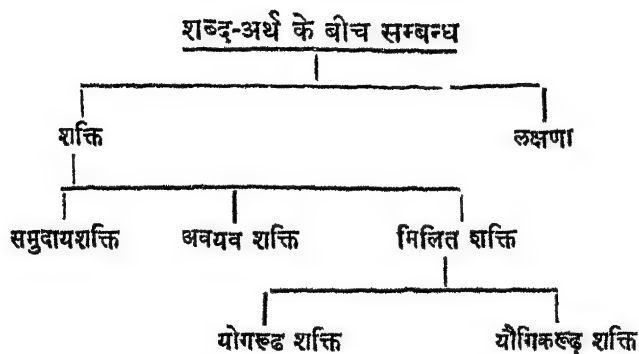 शब्द-अर्थ के बीच सम्बन्ध
शक्ति लक्षणा
समुदायशक्ति अवयव शक्ति मिलित शक्ति
योगरूढ शक्ति यौगिकरूढ़ शक्ति